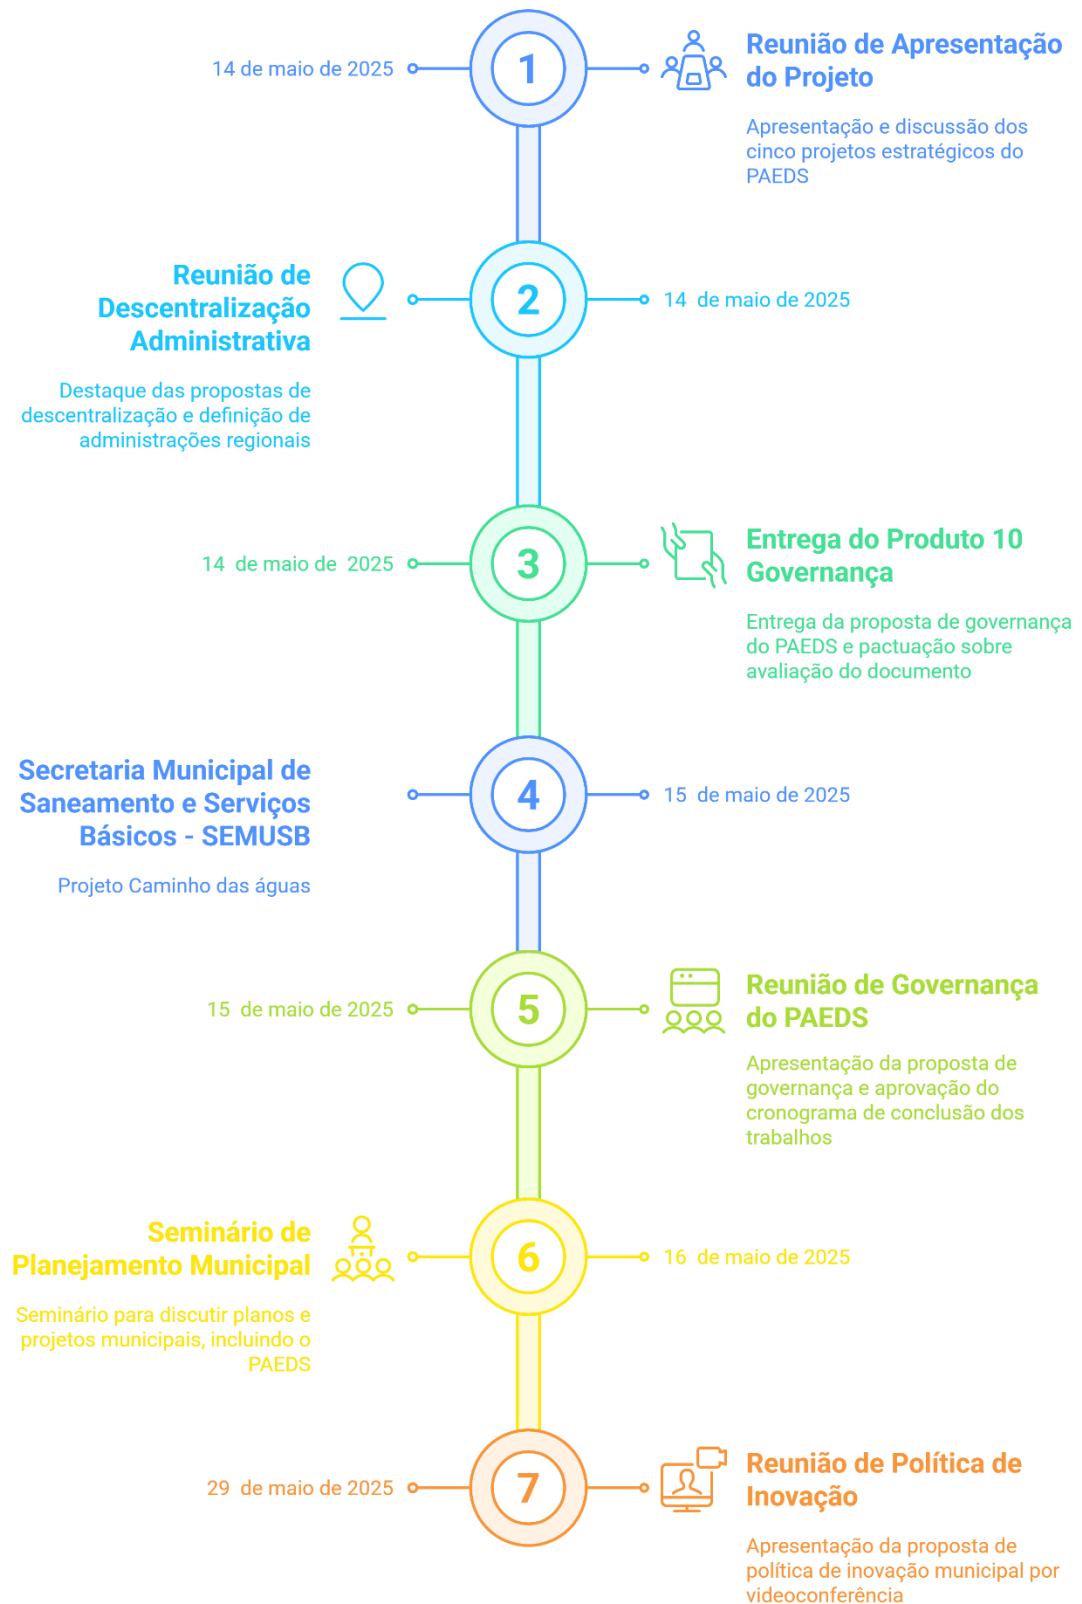 14 de maio de 2025
1
Reunião de Apresentação
do Projeto
Apresentação e discussão dos
cinco projetos estratégicos do
PAEDS
Reunião de
Descentralização
Administrativa
Destaque das propostas de
descentralização e definição de
administrações regionais
2
14 de maio de 2025
14 de maio de 2025
3
Entrega do Produto 10
Governança
Entrega da proposta de governança
do PAEDS e pactuação sobre
avaliação do documento
Secretaria Municipal de
Saneamento e Serviços
Básicos - SEMUSB
Projeto Caminho das águas
4
15 de maio de 2025
15 de maio de 2025
5
Reunião de Governança
do PAEDS
Apresentação da proposta de
governança e aprovação do
cronograma de conclusão dos
trabalhos
Seminário de
Planejamento Municipal
Seminário para discutir planos e
projetos municipais, incluindo o
PAEDS
6
16 de maio de 2025
29 de maio de 2025
7
Reunião de Política de
Inovação
Apresentação da proposta de
política de inovação municipal por
videoconferência